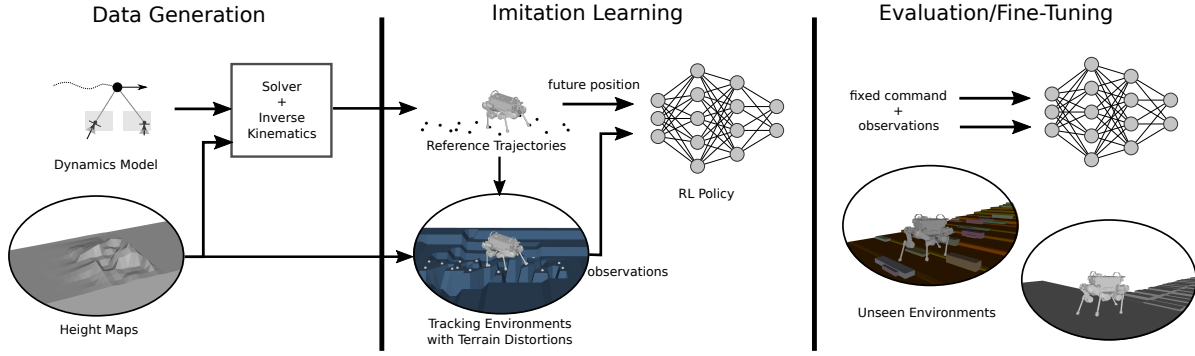 Data Generation
Imitation Learning
Evaluation/Fine-Tuning
Solver
+
Inverse
Kinematics
Dynamics Model
Height Maps
future position
Reference Trajectories
RL Policy
observations
Tracking Environments
with Terrain Distortions
fixed command
+
observations
Unseen Environments